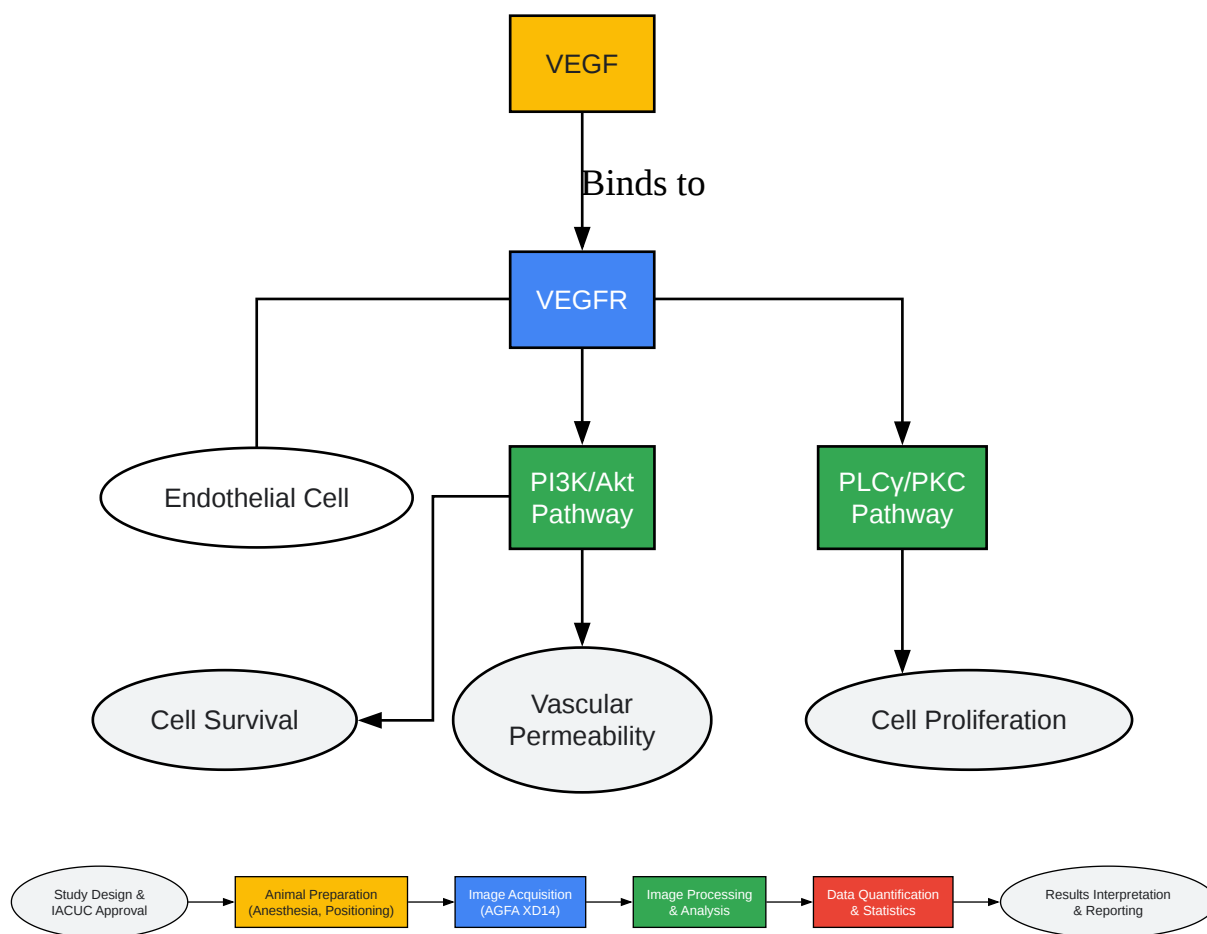 VEGF
Binds to
VEGFR
Endothelial Cell
PI3K/Akt
Pathway
PLCγ/PKC
Pathway
Cell Survival
Vascular
Permeability
Cell Proliferation
Study Design &
IACUC Approval
Animal Preparation
(Anesthesia, Positioning)
Image Acquisition
(AGFA XD14)
Image Processing
& Analysis
Data Quantification
& Statistics
Results Interpretation
& Reporting